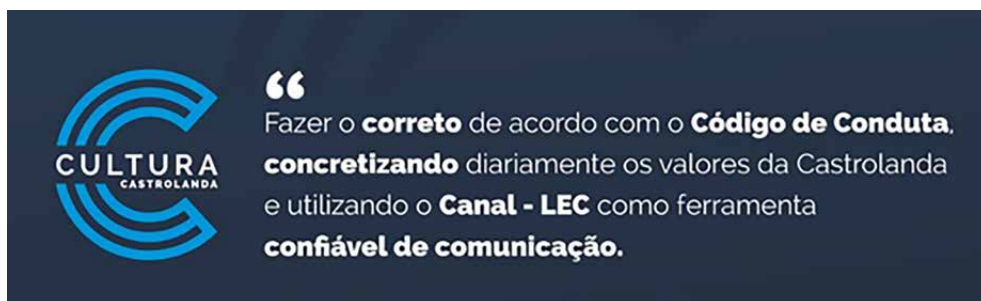 CULTURA
CASTROLANDA
“
Fazer o correto de acordo com o Código de Conduta,
concretizando diariamente os valores da Castrolanda
e utilizando o Canal - LEC como ferramenta
confiável de comunicação.